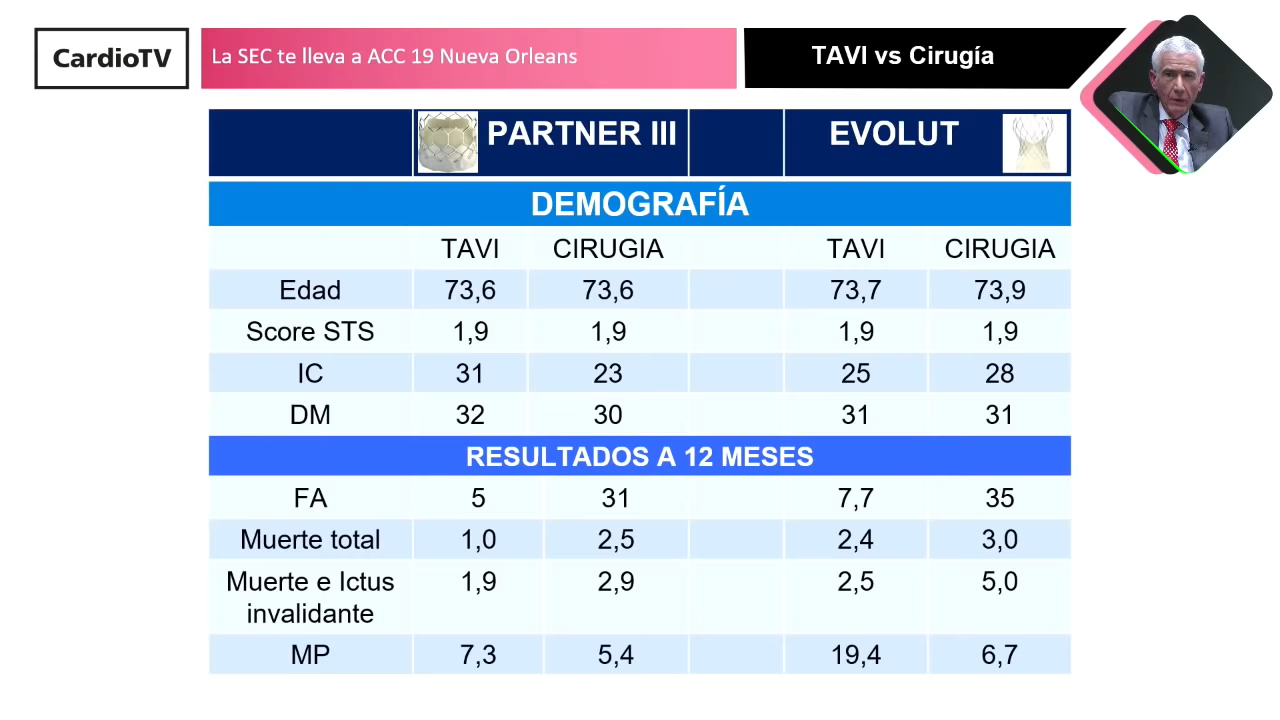 CardioTV
La SEC te lleva a ACC 19 Nueva Orleans
TAVI vs Cirugía
PARTNER III EVOLUT
DEMOGRAFÍA
TAVI CIRUGIA TAVI CIRUGIA
Edad 73,6 73,6 73,7 73,9
Score STS 1,9 1,9 1,9 1,9
IC 31 23 25 28
DM 32 30 31 31
RESULTADOS A 12 MESES
FA 5 31 7,7 35
Muerte total 1,0 2,5 2,4 3,0
Muerte e Ictus 1,9 2,9 2,5 5,0
invalidante
MP 7,3 5,4 19,4 6,7